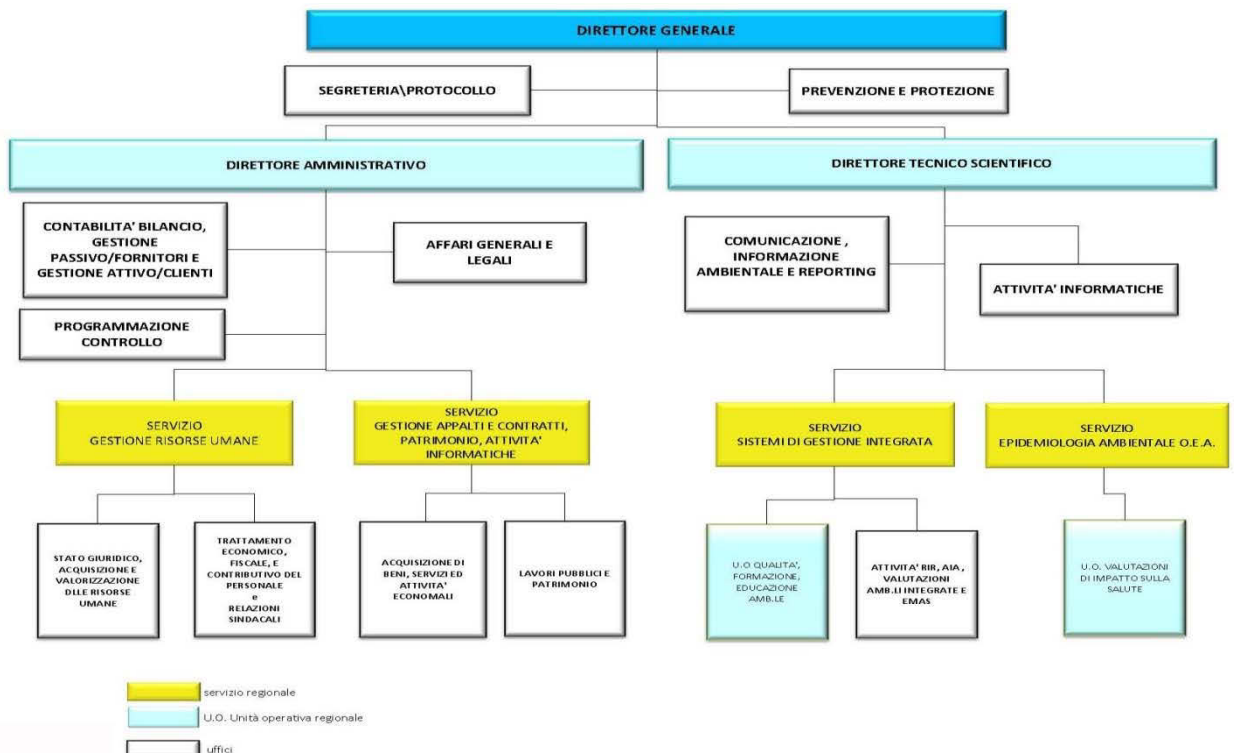 DIRETTORE GENERALE
SEGRETERIA\PROTOCOLLO
PREVENZIONE E PROTEZIONE
DIRETTORE AMMINISTRATIVO
DIRETTORE TECNICO SCIENTIFICO
CONTABILITA' BILANCIO,
GESTIONE
PASSIVO/FORNITORI E
GESTIONE ATTIVO/CLIENTI
AFFARI GENERALI E
LEGALI
COMUNICAZIONE ,
INFORMAZIONE
AMBIENTALE E REPORTING
ATTIVITA' INFORMATICHE
PROGRAMMAZIONE
CONTROLLO
SERVIZIO
GESTIONE RISORSE UMANE
SERVIZIO
GESTIONE APPALTI E CONTRATTI,
PATRIMONIO, ATTIVITA'
INFORMATICHE
SERVIZIO
SISTEMI DI GESTIONE INTEGRATA
SERVIZIO
EPIDEMIOLOGIA AMBIENTALE O.E.A.
STATO GIURIDICO,
ACQUISIZIONE E
VALORIZZAZIONE
DLLE RISORSE
UMANE
TRATTAMENTO
ECONOMICO,
FISCALE, E
CONTRIBUTIVO DEL
PERSONALE
e
RELAZIONI
SINDACALI
ACQUISIZIONE DI
BENI, SERVIZI ED
ATTIVITA'
ECONOMALI
LAVORI PUBBLICI E
PATRIMONIO
U.O QUALITA',
FORMAZIONE,
EDUCAZIONE
AMB.LE
ATTIVITA' RIR, AIA ,
VALUTAZIONI
AMB.LI INTEGRATE E
EMAS
U.O. VALUTAZIONI
DI IMPATTO SULLA
SALUTE
servizio regionale
U.O. Unità operativa regionale
uffici